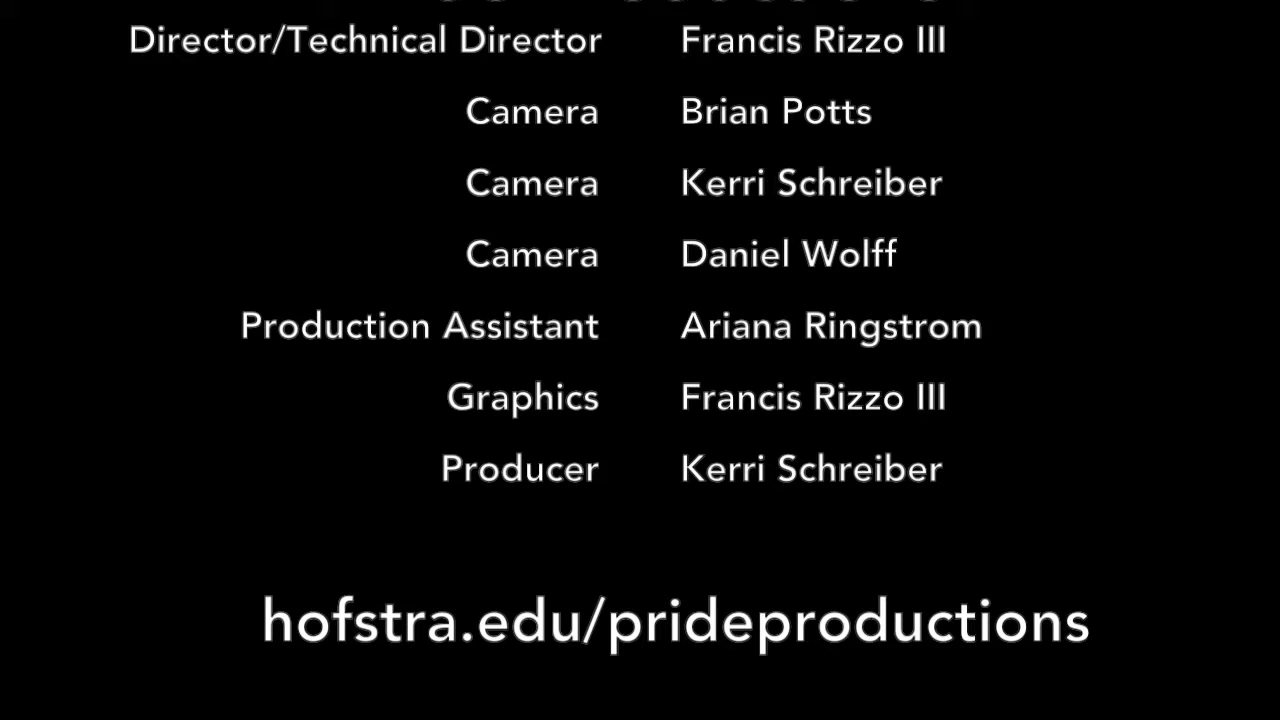 Director/Technical Director Francis Rizzo III
Camera Brian Potts
Camera Kerri Schreiber
Camera Daniel Wolff
Production Assistant Ariana Ringstrom
Graphics Francis Rizzo III
Producer Kerri Schreiber
hofstra.edu/prideproductions